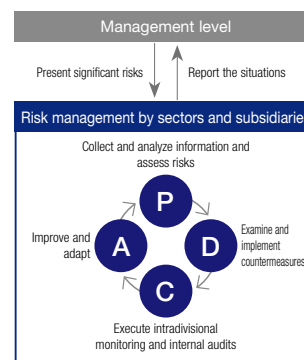 Management level
Present significant risks
Report the situations
Risk management by sectors and subsidiarie
Collect and analyze information and
assess risks
P
Improve and
adapt
A
D
Examine and
implement
countermeasures
C
Execute intradivisional
monitoring and internal audits